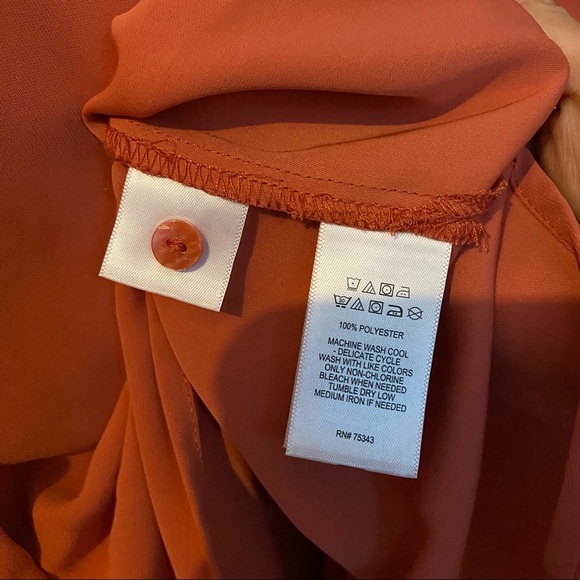 100% POLYESTER
MACHINE WASH COOL
- DELICATE CYCLE
WASH WITH LIKE COLORS
ONLY NON-CHLORINE
BLEACH WHEN NEEDED
TUMBLE DRY LOW
MEDIUM IRON IF NEEDED
RN# 75343